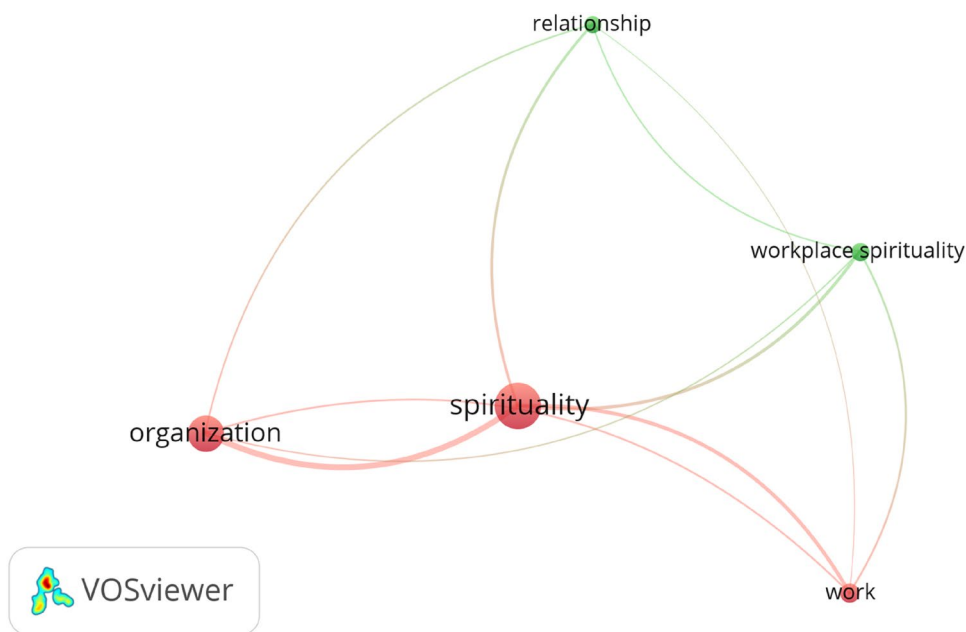 relationship
workplace spirituality
spirituality
organization
work
VOSviewer